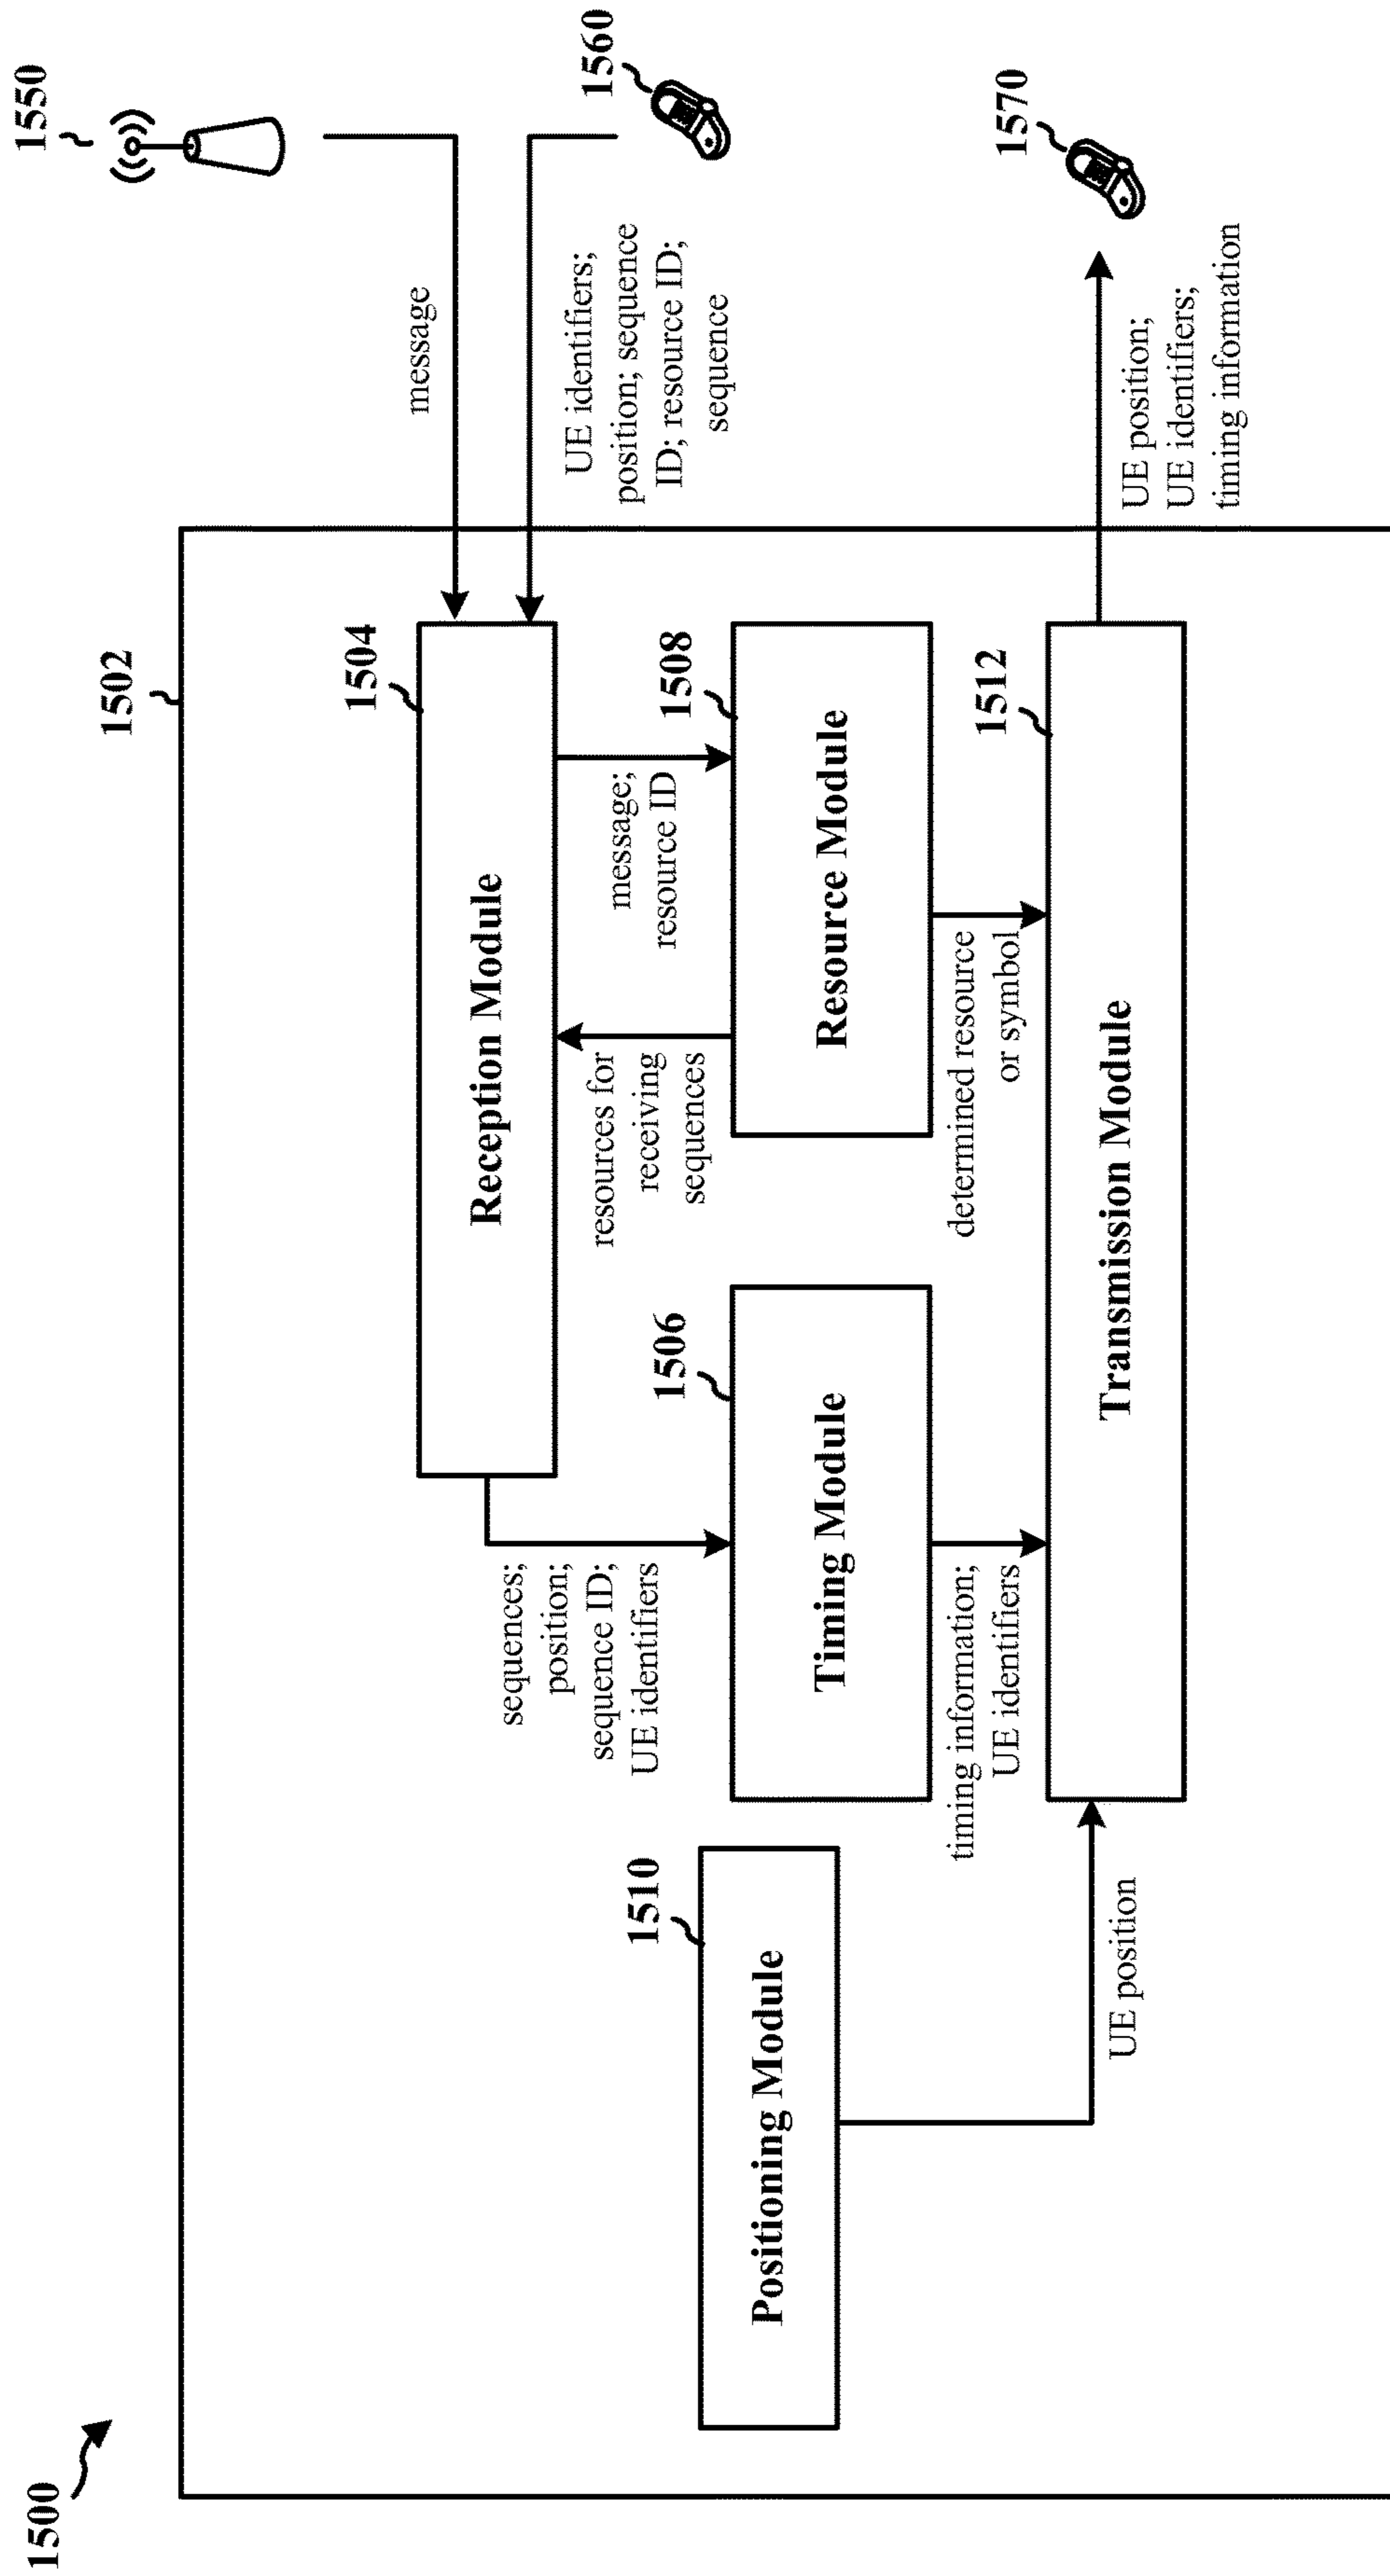 1500
1502
1550
message
1560
UE identifiers;
position; sequence
ID; resource ID;
sequence
1504
Reception Module
sequences;
position;
sequence ID;
UE identifiers
resources for
receiving
sequences
message;
resource ID
1510
Positioning Module
1506
Timing Module
1508
Resource Module
timing information;
UE identifiers
determined resource
or symbol
1512
Transmission Module
UE position
1570
UE position;
UE identifiers;
timing information